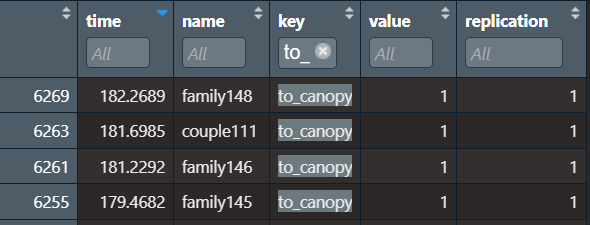 time name key value replication
All All to_ All All
6269 182.2689 family148 to_canopy 1 1
6263 181.6985 couple111 to_canopy 1 1
6261 181.2292 family146 to_canopy 1 1
6255 179.4682 family145 to_canopy 1 1